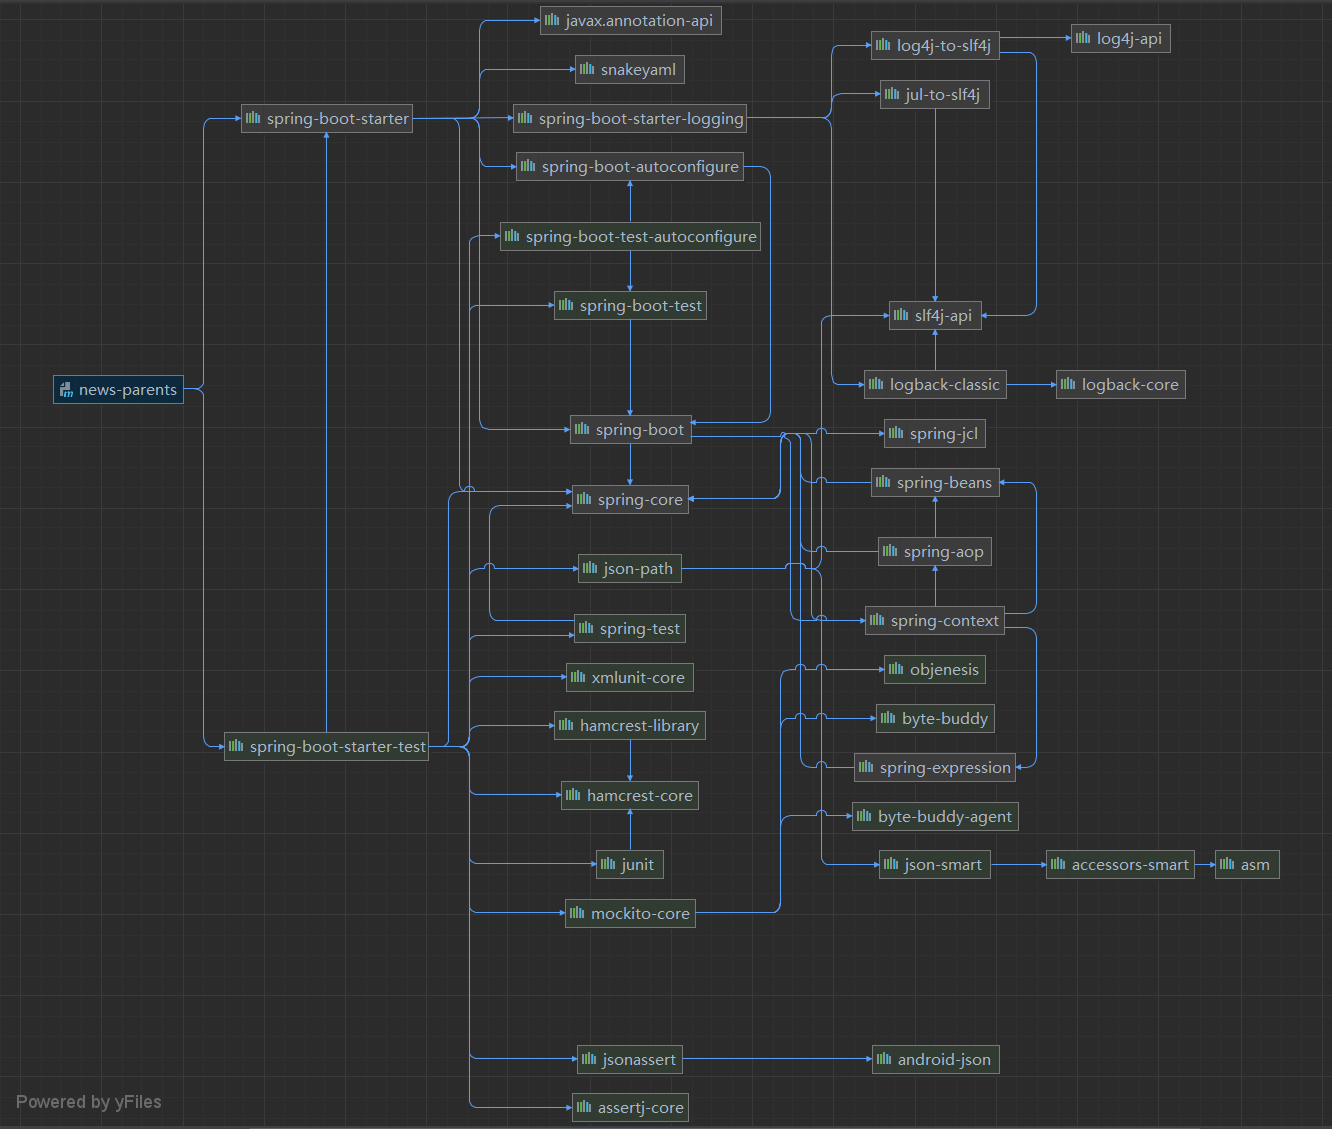 javax.annotation-api
log4j-to-slf4j
log4j-api
snakeyaml
jul-to-slf4j
spring-boot-starter
spring-boot-starter-logging
spring-boot-autoconfigure
spring-boot-test-autoconfigure
spring-boot-test
slf4j-api
news-parents
logback-classic
logback-core
spring-boot
spring-jcl
spring-beans
spring-core
spring-aop
json-path
spring-context
spring-test
objenesis
xmlunit-core
byte-buddy
hamcrest-library
spring-boot-starter-test
spring-expression
hamcrest-core
byte-buddy-agent
junit
json-smart
accessors-smart
asm
mockito-core
jsonassert
android-json
Powered by yFiles
assertj-core